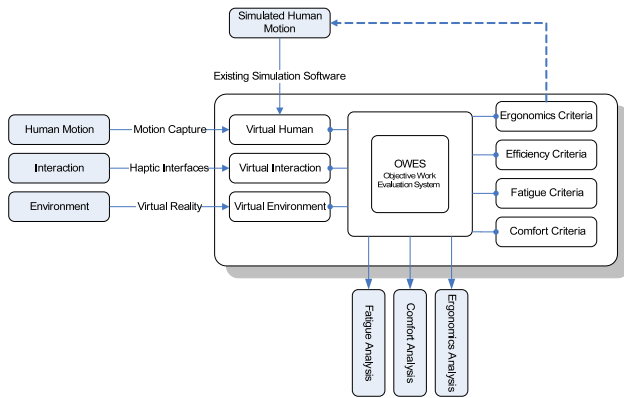 Simulated Human
Motion
Existing Simulation Software
Human Motion
Motion Capture
Virtual Human
Ergonomics Criteria
Interaction
Haptic Interfaces
Virtual Interaction
OWES
Objective Work
Evaluation System
Efficiency Criteria
Environment
Virtual Reality
Virtual Environment
Fatigue Criteria
Comfort Criteria
Fatigue Analysis
Comfort Analysis
Ergonomics Analysis